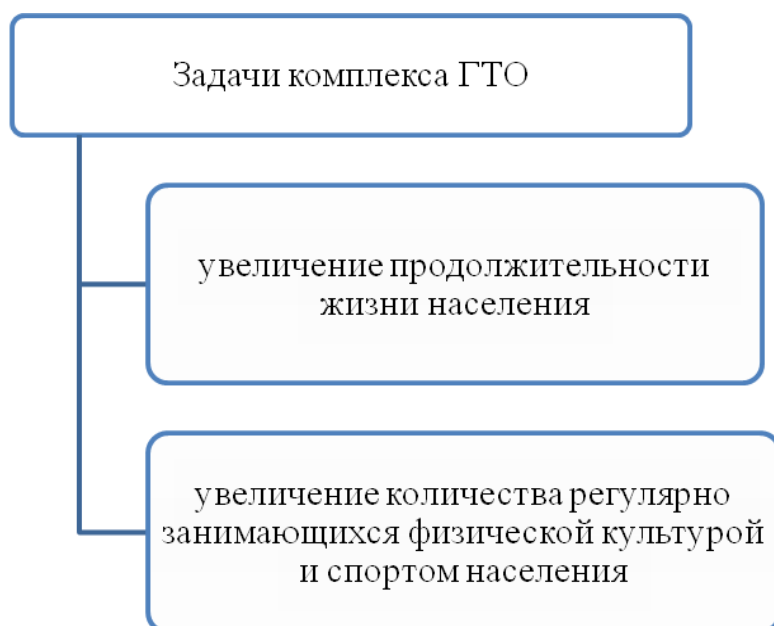 Задачи комплекса ГТО
увеличение продолжительности
жизни населения
увеличение количества регулярно
занимающихся физической культурой
и спортом населения